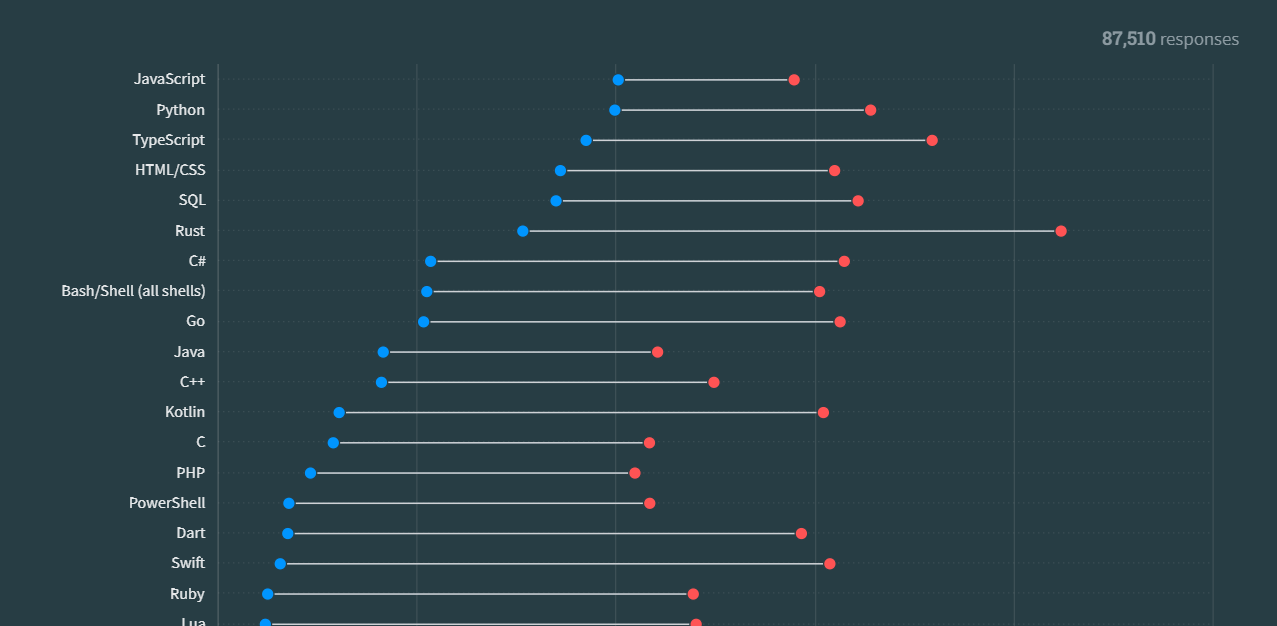 87,510 responses
JavaScript
Python
TypeScript
HTML/CSS
SQL
Rust
C#
Bash/Shell (all shells)
Go
Java
C++
Kotlin
C
PHP
PowerShell
Dart
Swift
Ruby
Lua